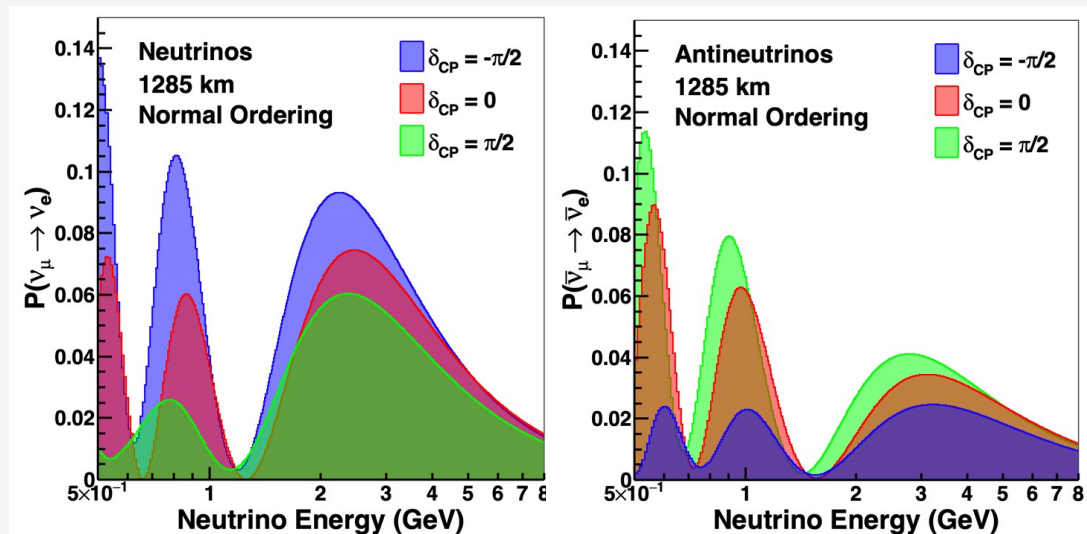 Neutrinos
1285 km
Normal Ordering
δCP = -π/2
δCP = 0
δCP = π/2
P(νμ → νe)
0.14
0.12
0.1
0.08
0.06
0.04
0.02
0
5×10⁻¹ 1 2 3 4 5 6 7 8
Neutrino Energy (GeV)
Antineutrinos
1285 km
Normal Ordering
δCP = -π/2
δCP = 0
δCP = π/2
P(ν̄μ → ν̄e)
0.14
0.12
0.1
0.08
0.06
0.04
0.02
0
5×10⁻¹ 1 2 3 4 5 6 7 8
Neutrino Energy (GeV)